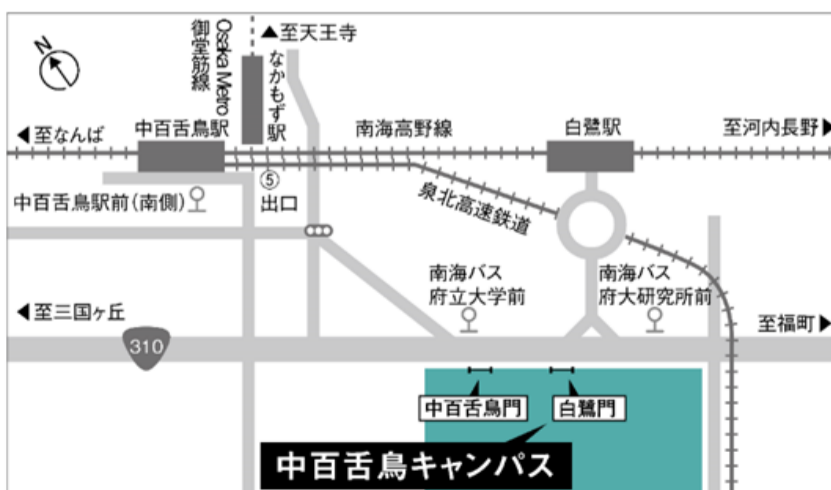 N
▲至天王寺
Osaka Metro
御堂筋線
なかもず駅
◀至なんば
中百舌鳥駅
南海高野線
白鷺駅
至河内長野▶
⑤
出口
中百舌鳥駅前(南側)
泉北高速鉄道
南海バス
府立大学前
南海バス
府大研究所前
◀至三国ヶ丘
310
至福町▶
中百舌鳥門
白鷺門
中百舌鳥キャンパス